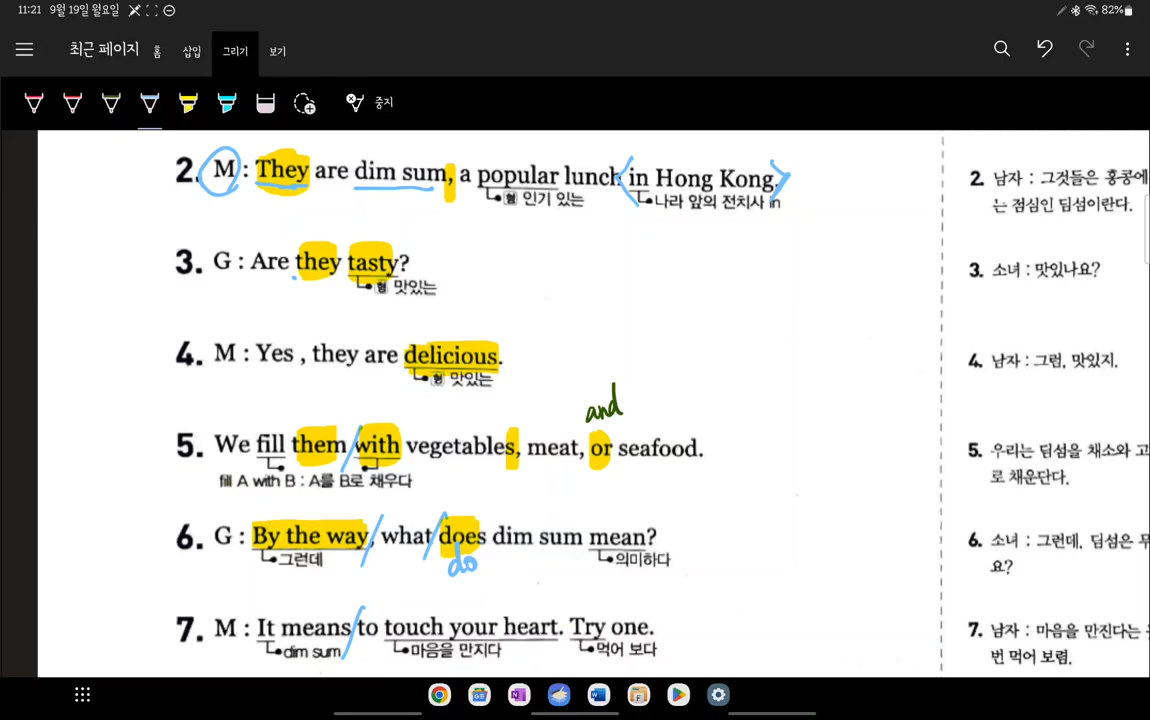 11:21 9월 19일 월요일 82%
최근 페이지 홈 삽입 그리기 보기
중지
2. M : They are dim sum, a popular lunch in Hong Kong.
형 인기 있는 나라 앞의 전치사 in
2. 남자 : 그것들은 홍콩에
는 점심인 딤섬이란다.
3. G : Are they tasty?
형 맛있는
3. 소녀 : 맛있나요?
4. M : Yes , they are delicious.
형 맛있는
4. 남자 : 그럼, 맛있지.
and
5. We fill them with vegetables, meat, or seafood.
fill A with B : A를 B로 채우다
5. 우리는 딤섬을 채소와 고
로 채운단다.
6. G : By the way, what does dim sum mean?
그런데 do 의미하다
6. 소녀 : 그런데, 딤섬은 무
요?
7. M : It means to touch your heart. Try one.
dim sum 마음을 만지다 먹어 보다
7. 남자 : 마음을 만진다는
번 먹어 보렴.